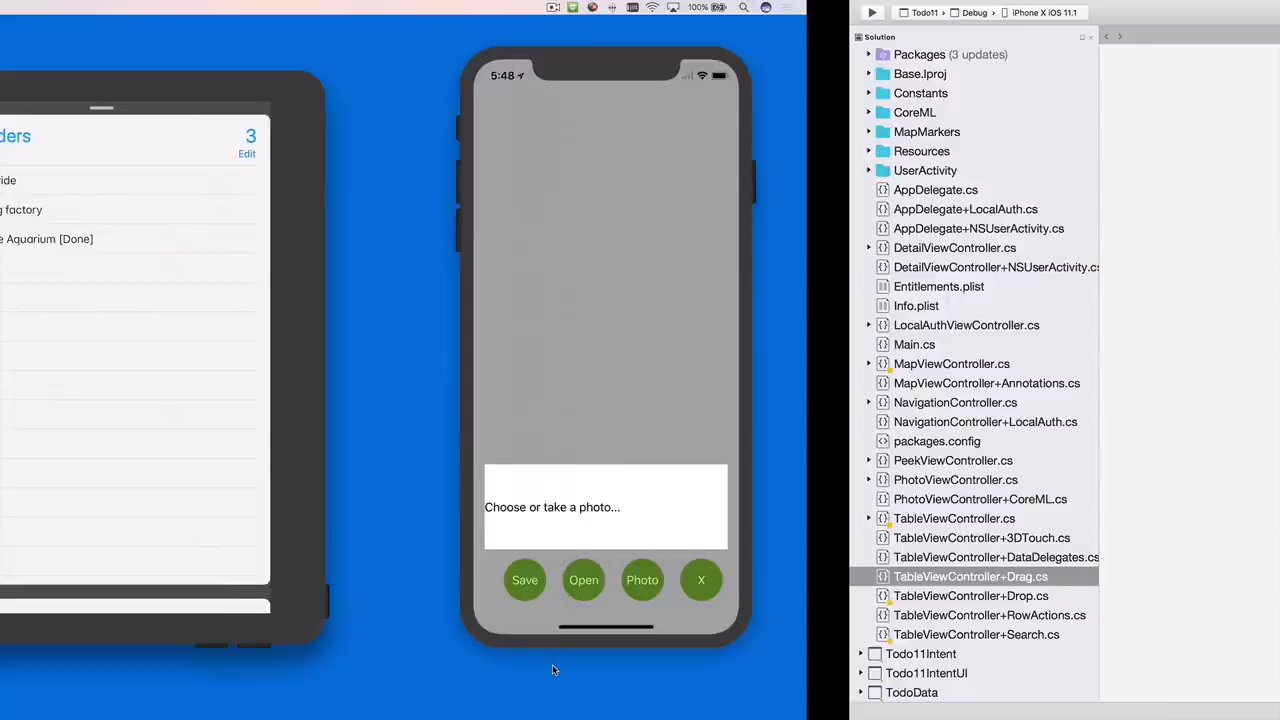 100%
ders
3
Edit
ide
g factory
e Aquarium [Done]
5:48
Choose or take a photo...
Save
Open
Photo
X
Todo11 › Debug › iPhone X iOS 11.1
Solution
Packages (3 updates)
Base.lproj
Constants
CoreML
MapMarkers
Resources
UserActivity
AppDelegate.cs
AppDelegate+LocalAuth.cs
AppDelegate+NSUserActivity.cs
DetailViewController.cs
DetailViewController+NSUserActivity.cs
Entitlements.plist
Info.plist
LocalAuthViewController.cs
Main.cs
MapViewController.cs
MapViewController+Annotations.cs
NavigationController.cs
NavigationController+LocalAuth.cs
packages.config
PeekViewController.cs
PhotoViewController.cs
PhotoViewController+CoreML.cs
TableViewController.cs
TableViewController+3DTouch.cs
TableViewController+DataDelegates.cs
TableViewController+Drag.cs
TableViewController+Drop.cs
TableViewController+RowActions.cs
TableViewController+Search.cs
Todo11Intent
Todo11IntentUI
TodoData